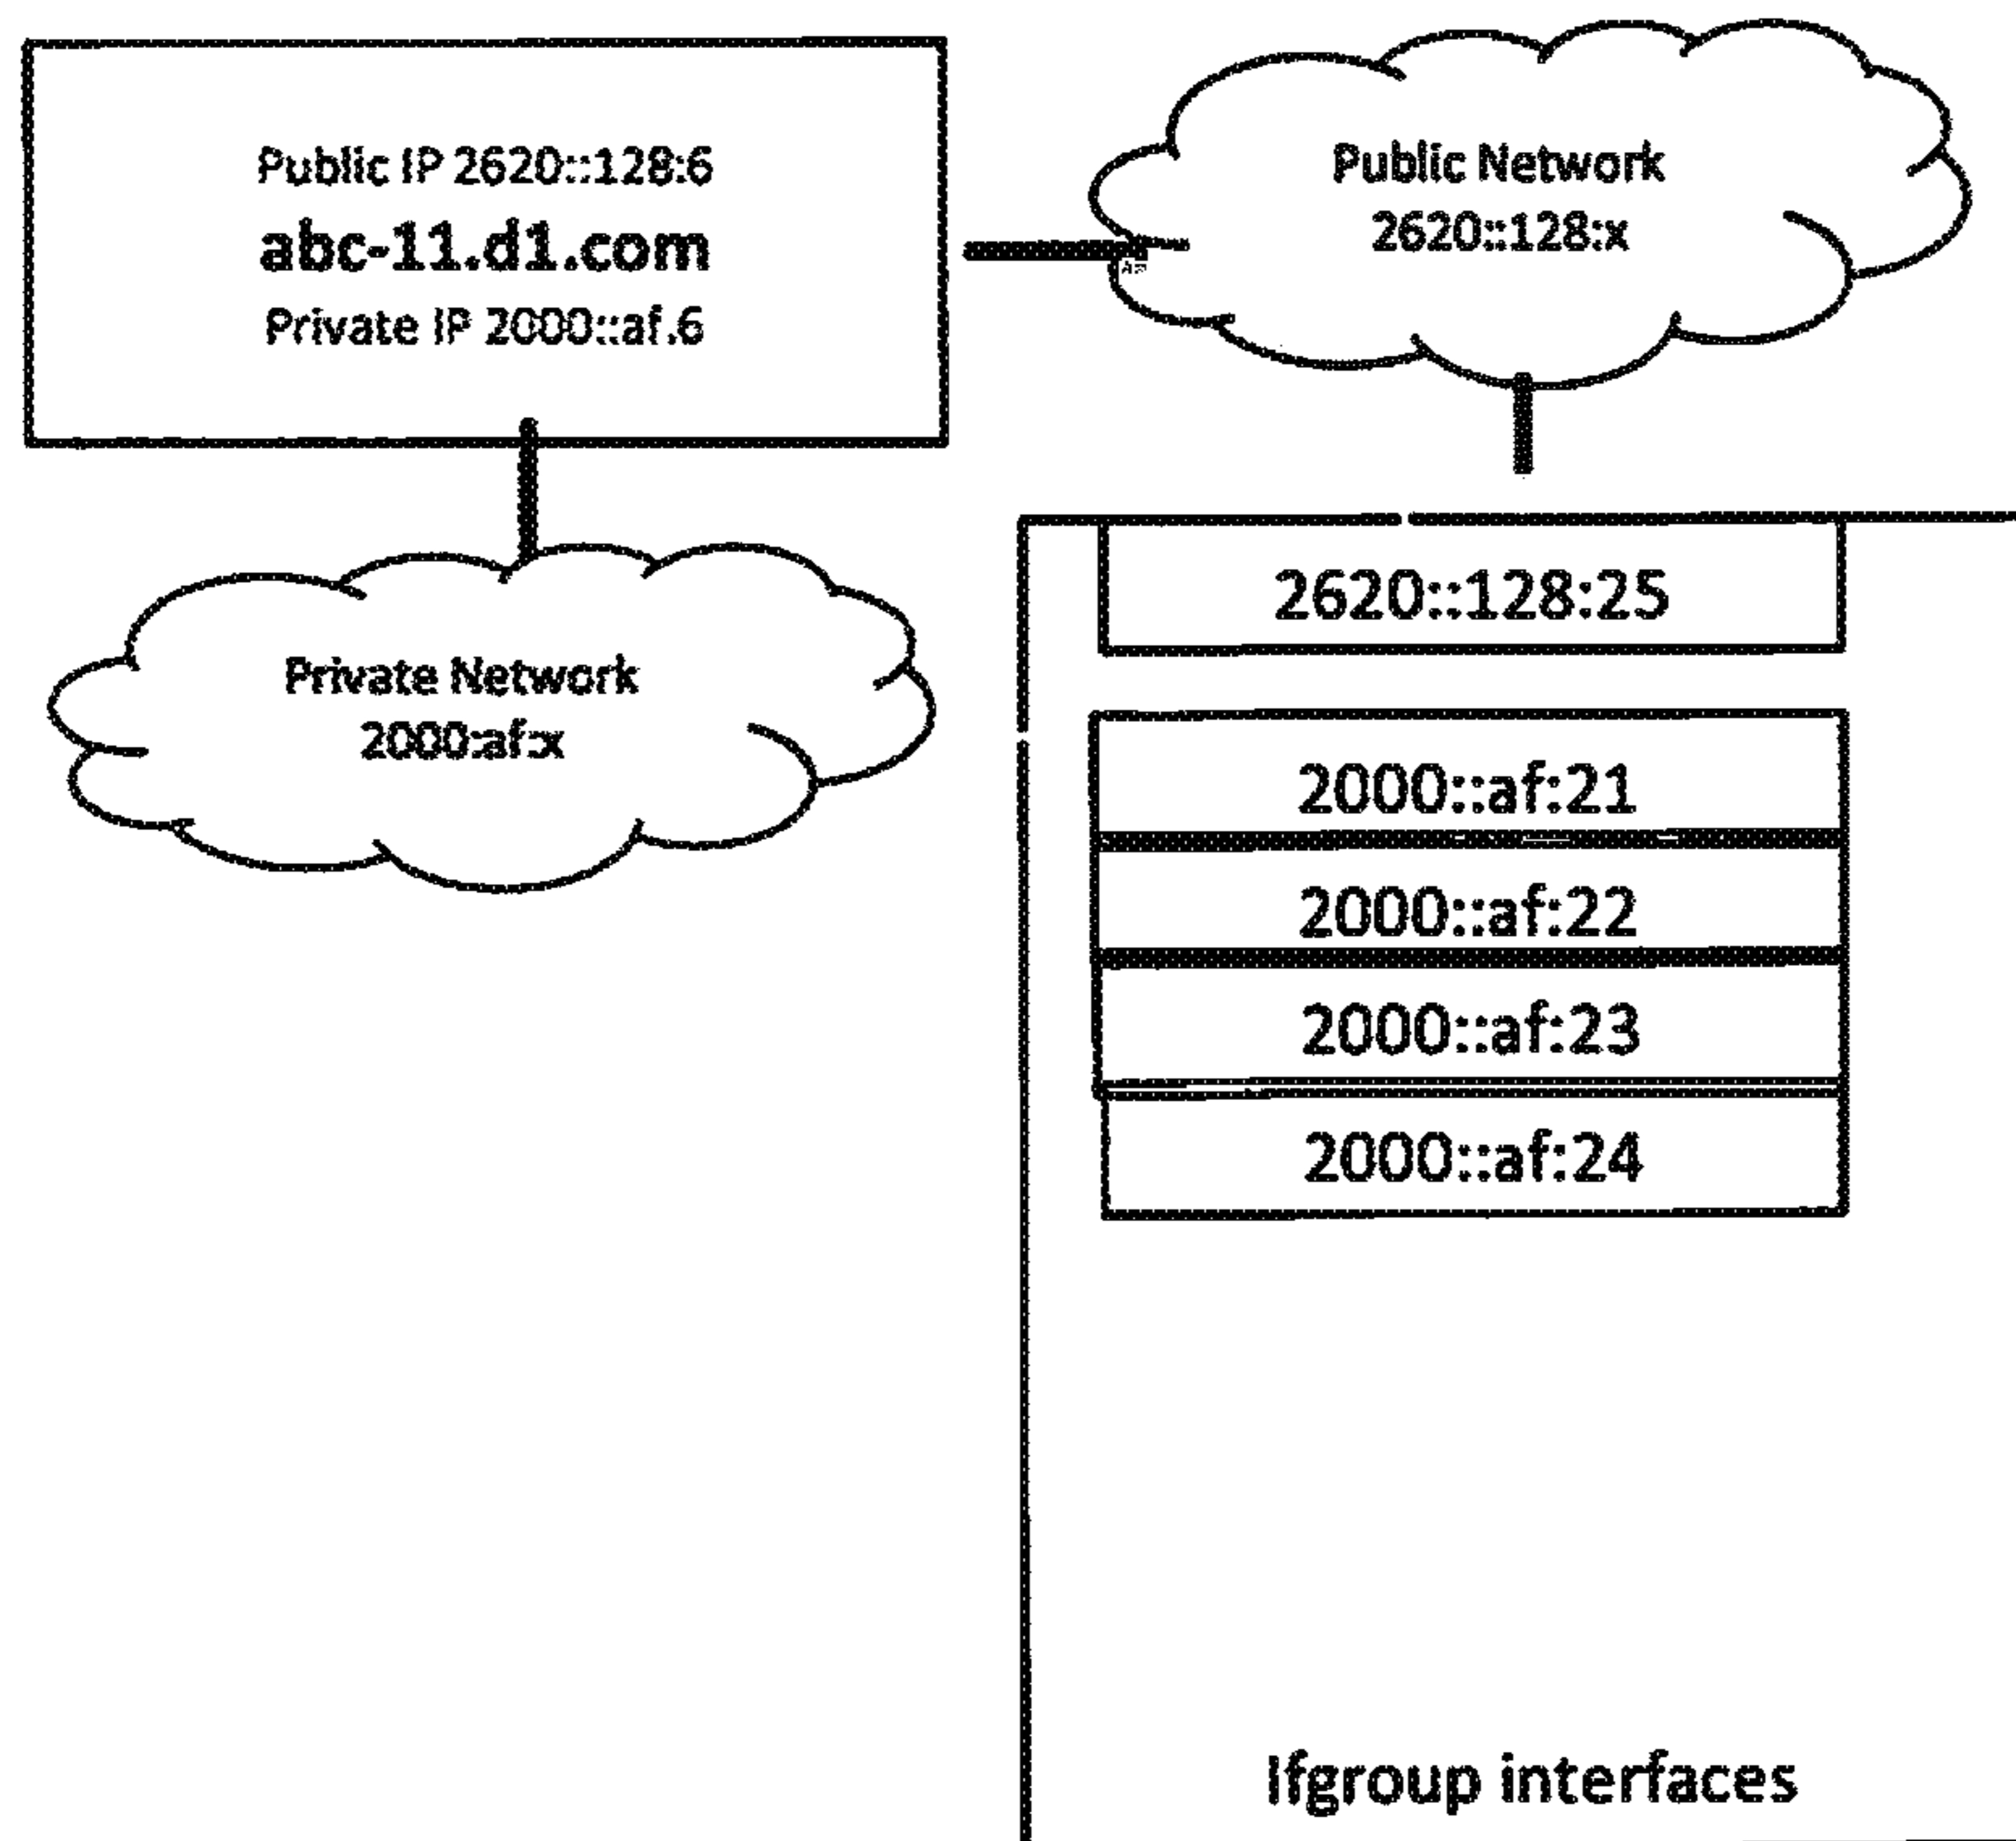 Public IP 2620::128:6
abc-11.d1.com
Private IP 2000::af.6
Public Network
2620::128:x
Private Network
2000:af:x
2620::128:25
2000::af:21
2000::af:22
2000::af:23
2000::af:24
Ifgroup interfaces